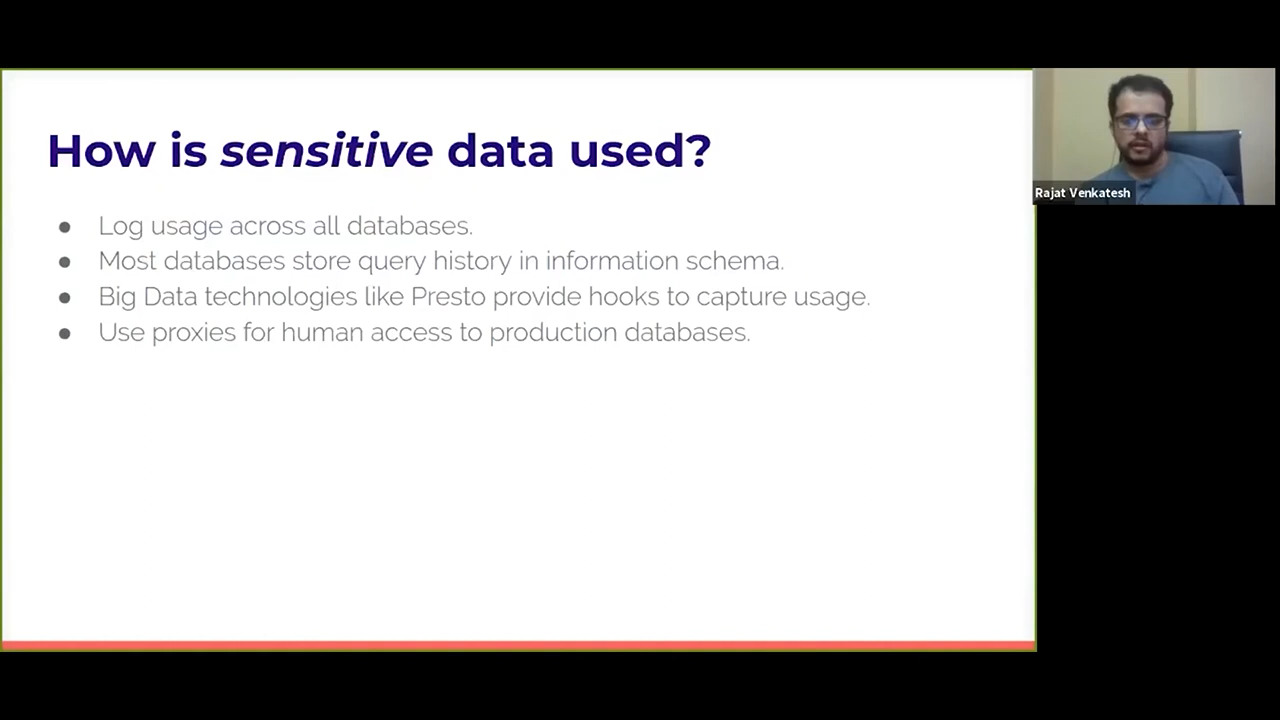 How is sensitive data used?
Log usage across all databases.
Most databases store query history in information schema.
Big Data technologies like Presto provide hooks to capture usage.
Use proxies for human access to production databases.
Rajat Venkatesh